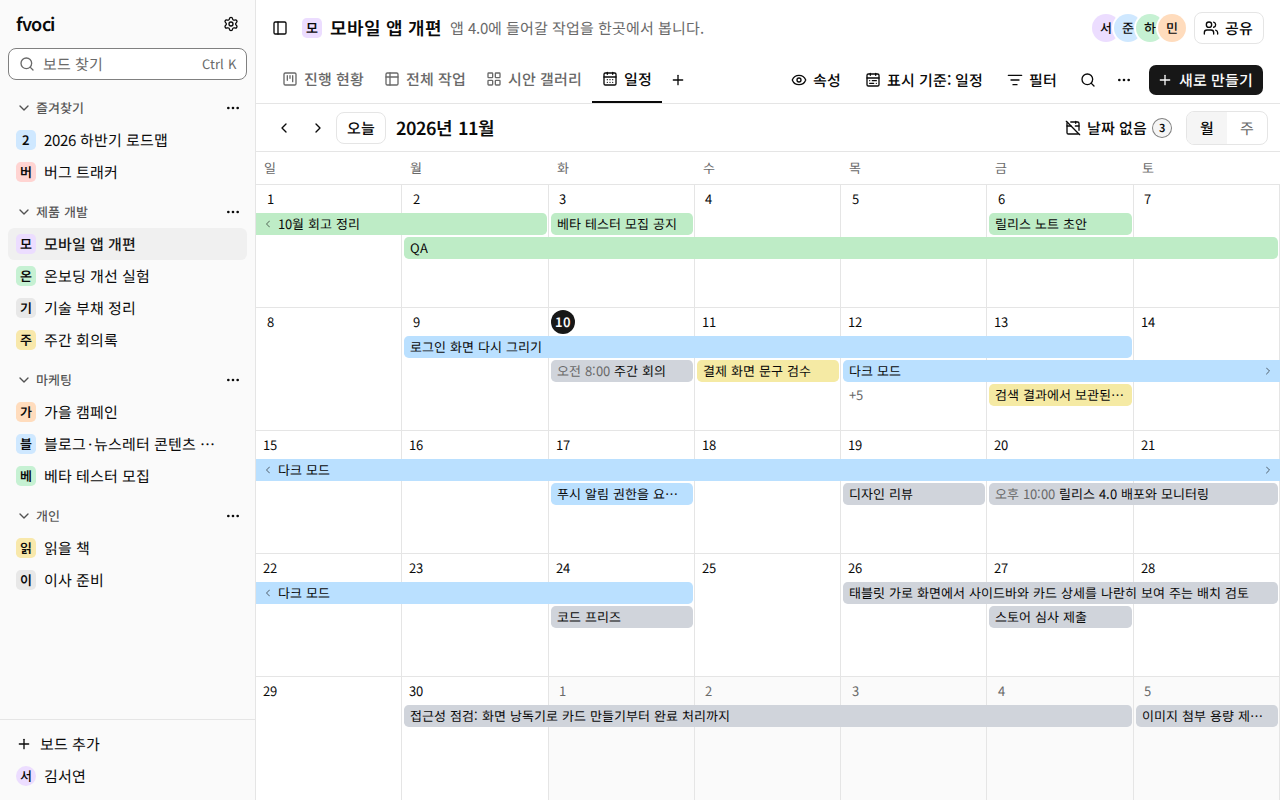 fvoci
보드 찾기 Ctrl K
즐겨찾기
2 2026 하반기 로드맵
버 버그 트래커
제품 개발
모 모바일 앱 개편
온 온보딩 개선 실험
기 기술 부채 정리
주 주간 회의록
마케팅
가 가을 캠페인
블 블로그·뉴스레터 콘텐츠 …
베 베타 테스터 모집
개인
읽 읽을 책
이 이사 준비
보드 추가
서 김서연
모 모바일 앱 개편 앱 4.0에 들어갈 작업을 한곳에서 봅니다.
서 준 하 민 공유
진행 현황 전체 작업 시안 갤러리 일정
속성 표시 기준: 일정 필터 새로 만들기
오늘 2026년 11월
날짜 없음 3 월 주
일 월 화 수 목 금 토
1 2 3 4 5 6 7
10월 회고 정리 베타 테스터 모집 공지 릴리스 노트 초안
QA
8 9 10 11 12 13 14
로그인 화면 다시 그리기
오전 8:00 주간 회의 결제 화면 문구 검수 다크 모드
+5 검색 결과에서 보관된…
15 16 17 18 19 20 21
다크 모드
푸시 알림 권한을 요… 디자인 리뷰 오후 10:00 릴리스 4.0 배포와 모니터링
22 23 24 25 26 27 28
다크 모드 태블릿 가로 화면에서 사이드바와 카드 상세를 나란히 보여 주는 배치 검토
코드 프리즈 스토어 심사 제출
29 30 1 2 3 4 5
접근성 점검: 화면 낭독기로 카드 만들기부터 완료 처리까지 이미지 첨부 용량 제…